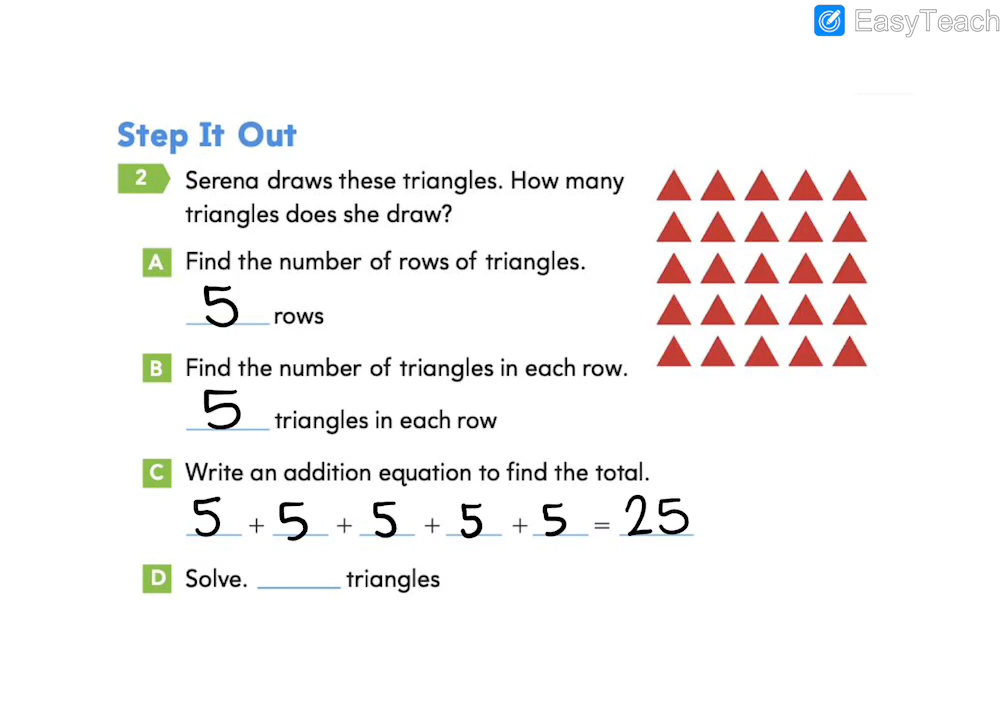 EasyTeach
Step It Out
2 Serena draws these triangles. How many
triangles does she draw?
A Find the number of rows of triangles.
5 rows
B Find the number of triangles in each row.
5 triangles in each row
C Write an addition equation to find the total.
5 + 5 + 5 + 5 + 5 = 25
D Solve. ______ triangles